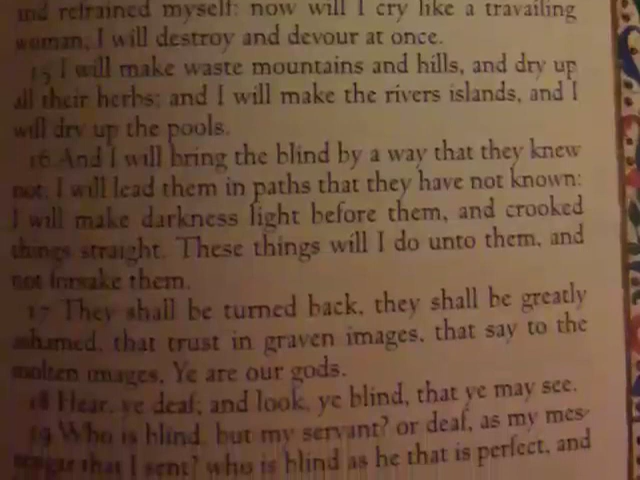 and refrained myself: now will I cry like a travailing
woman, I will destroy and devour at once.
15 I will make waste mountains and hills, and dry up
all their herbs; and I will make the rivers islands, and I
will dry up the pools.
16 And I will bring the blind by a way that they knew
not; I will lead them in paths that they have not known:
I will make darkness light before them, and crooked
things straight. These things will I do unto them, and
not forsake them.
17 They shall be turned back, they shall be greatly
ashamed, that trust in graven images, that say to the
molten images, Ye are our gods.
18 Hear, ye deaf; and look, ye blind, that ye may see.
19 Who is blind, but my servant? or deaf, as my mes-
senger that I sent? who is blind as he that is perfect, and